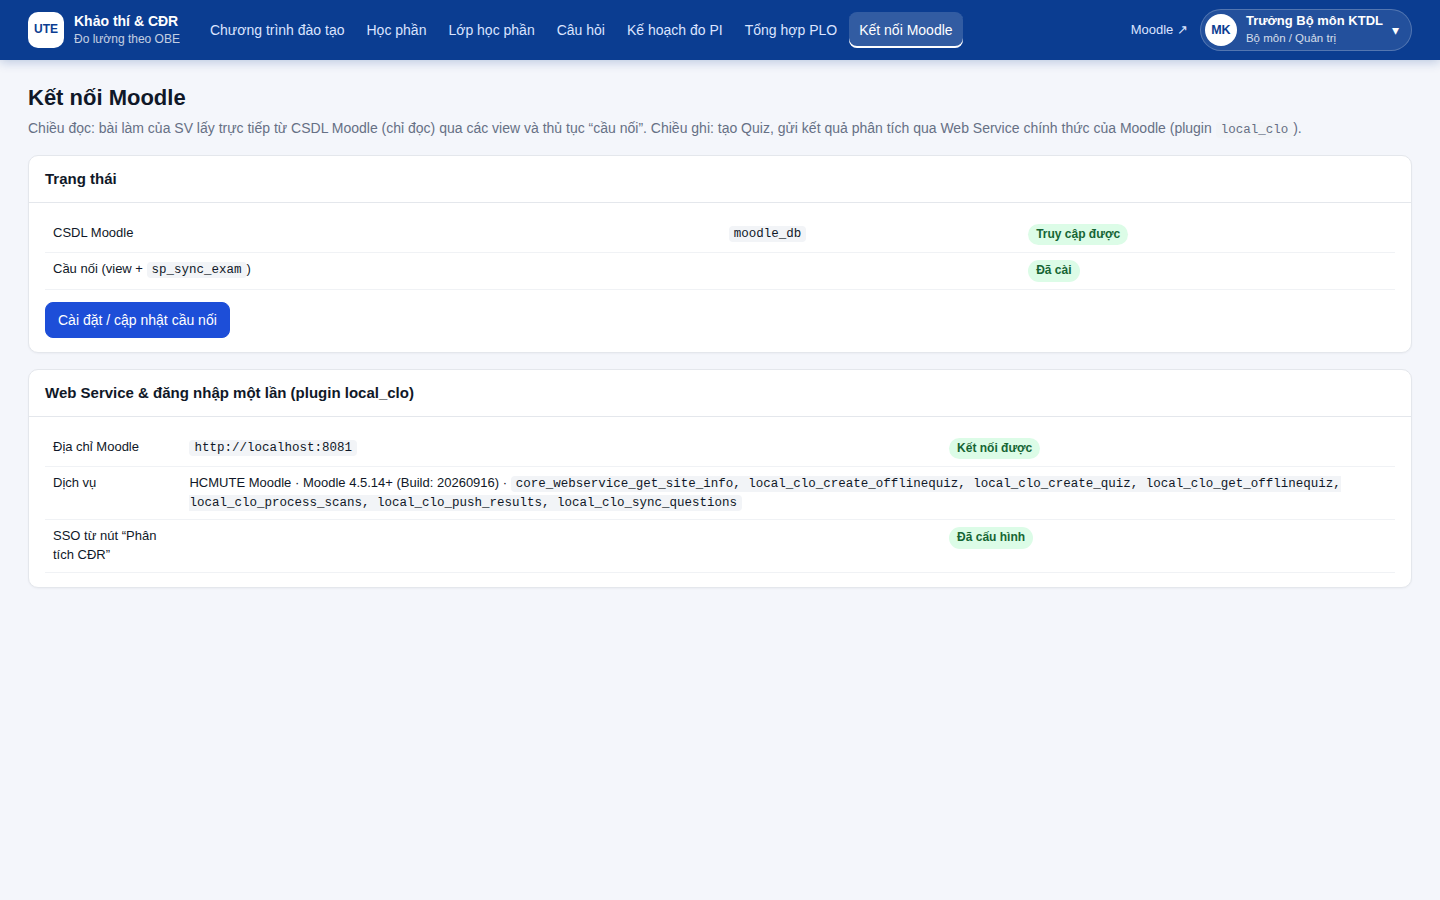 UTE
Khảo thí & CĐR
Đo lường theo OBE
Chương trình đào tạo
Học phần
Lớp học phần
Câu hỏi
Kế hoạch đo PI
Tổng hợp PLO
Kết nối Moodle
Moodle ↗
MK
Trưởng Bộ môn KTDL
Bộ môn / Quản trị
▾
Kết nối Moodle
Chiều đọc: bài làm của SV lấy trực tiếp từ CSDL Moodle (chỉ đọc) qua các view và thủ tục “cầu nối”. Chiều ghi: tạo Quiz, gửi kết quả phân tích qua Web Service chính thức của Moodle (plugin local_clo ).
Trạng thái
CSDL Moodle moodle_db Truy cập được
Cầu nối (view + sp_sync_exam ) Đã cài
Cài đặt / cập nhật cầu nối
Web Service & đăng nhập một lần (plugin local_clo)
Địa chỉ Moodle http://localhost:8081 Kết nối được
Dịch vụ HCMUTE Moodle · Moodle 4.5.14+ (Build: 20260916) · core_webservice_get_site_info, local_clo_create_offlinequiz, local_clo_create_quiz, local_clo_get_offlinequiz,
local_clo_process_scans, local_clo_push_results, local_clo_sync_questions
SSO từ nút “Phân Đã cấu hình
tích CĐR”